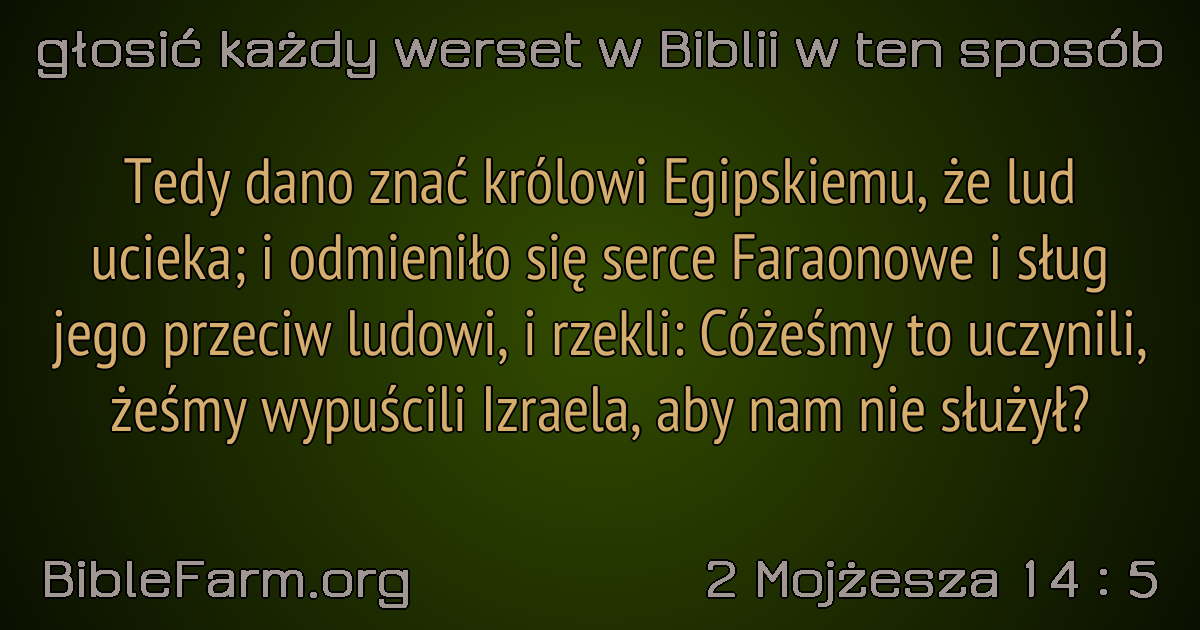 głosić każdy werset w Biblii w ten sposób
Tedy dano znać królowi Egipskiemu, że lud
ucieka; i odmieniło się serce Faraonowe i sług
jego przeciw ludowi, i rzekli: Cóżeśmy to uczynili,
żeśmy wypuścili Izraela, aby nam nie służył?
BibleFarm.org
2 Mojżesza 14 : 5